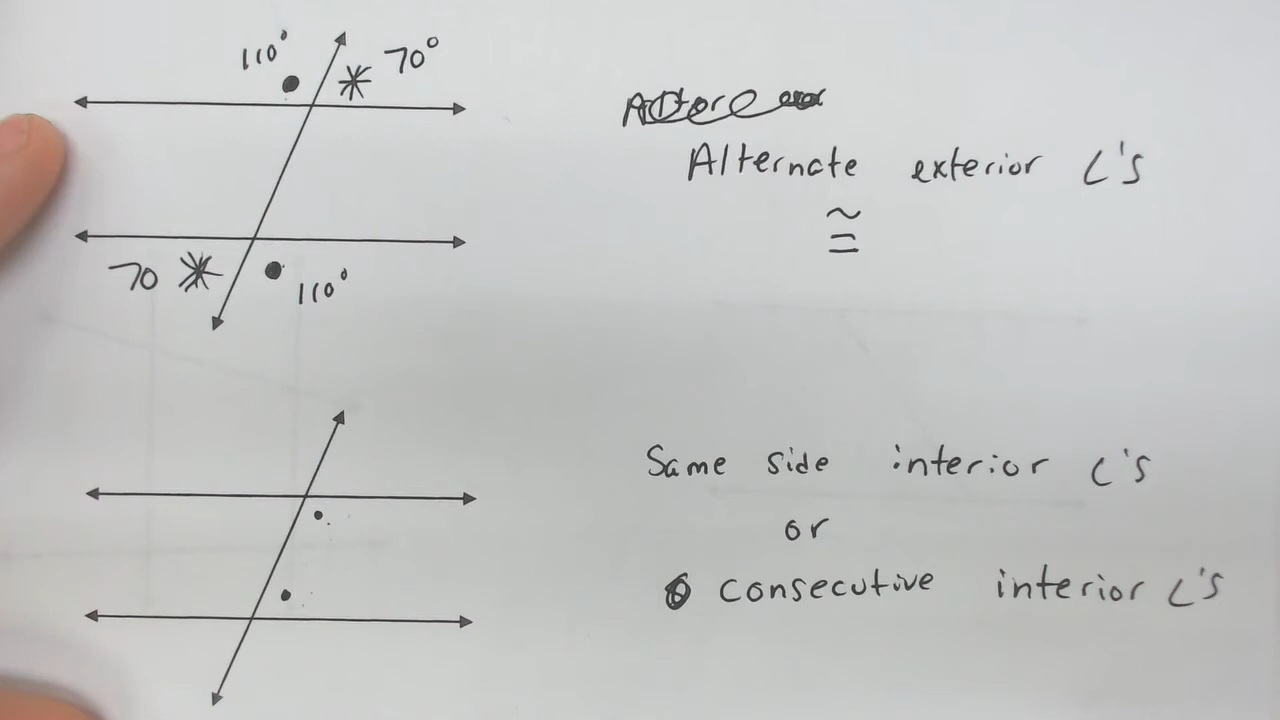 110° 70°
Alternate exterior ∠'s
≅
70 110°
Same side interior ∠'s
or
consecutive interior ∠'s